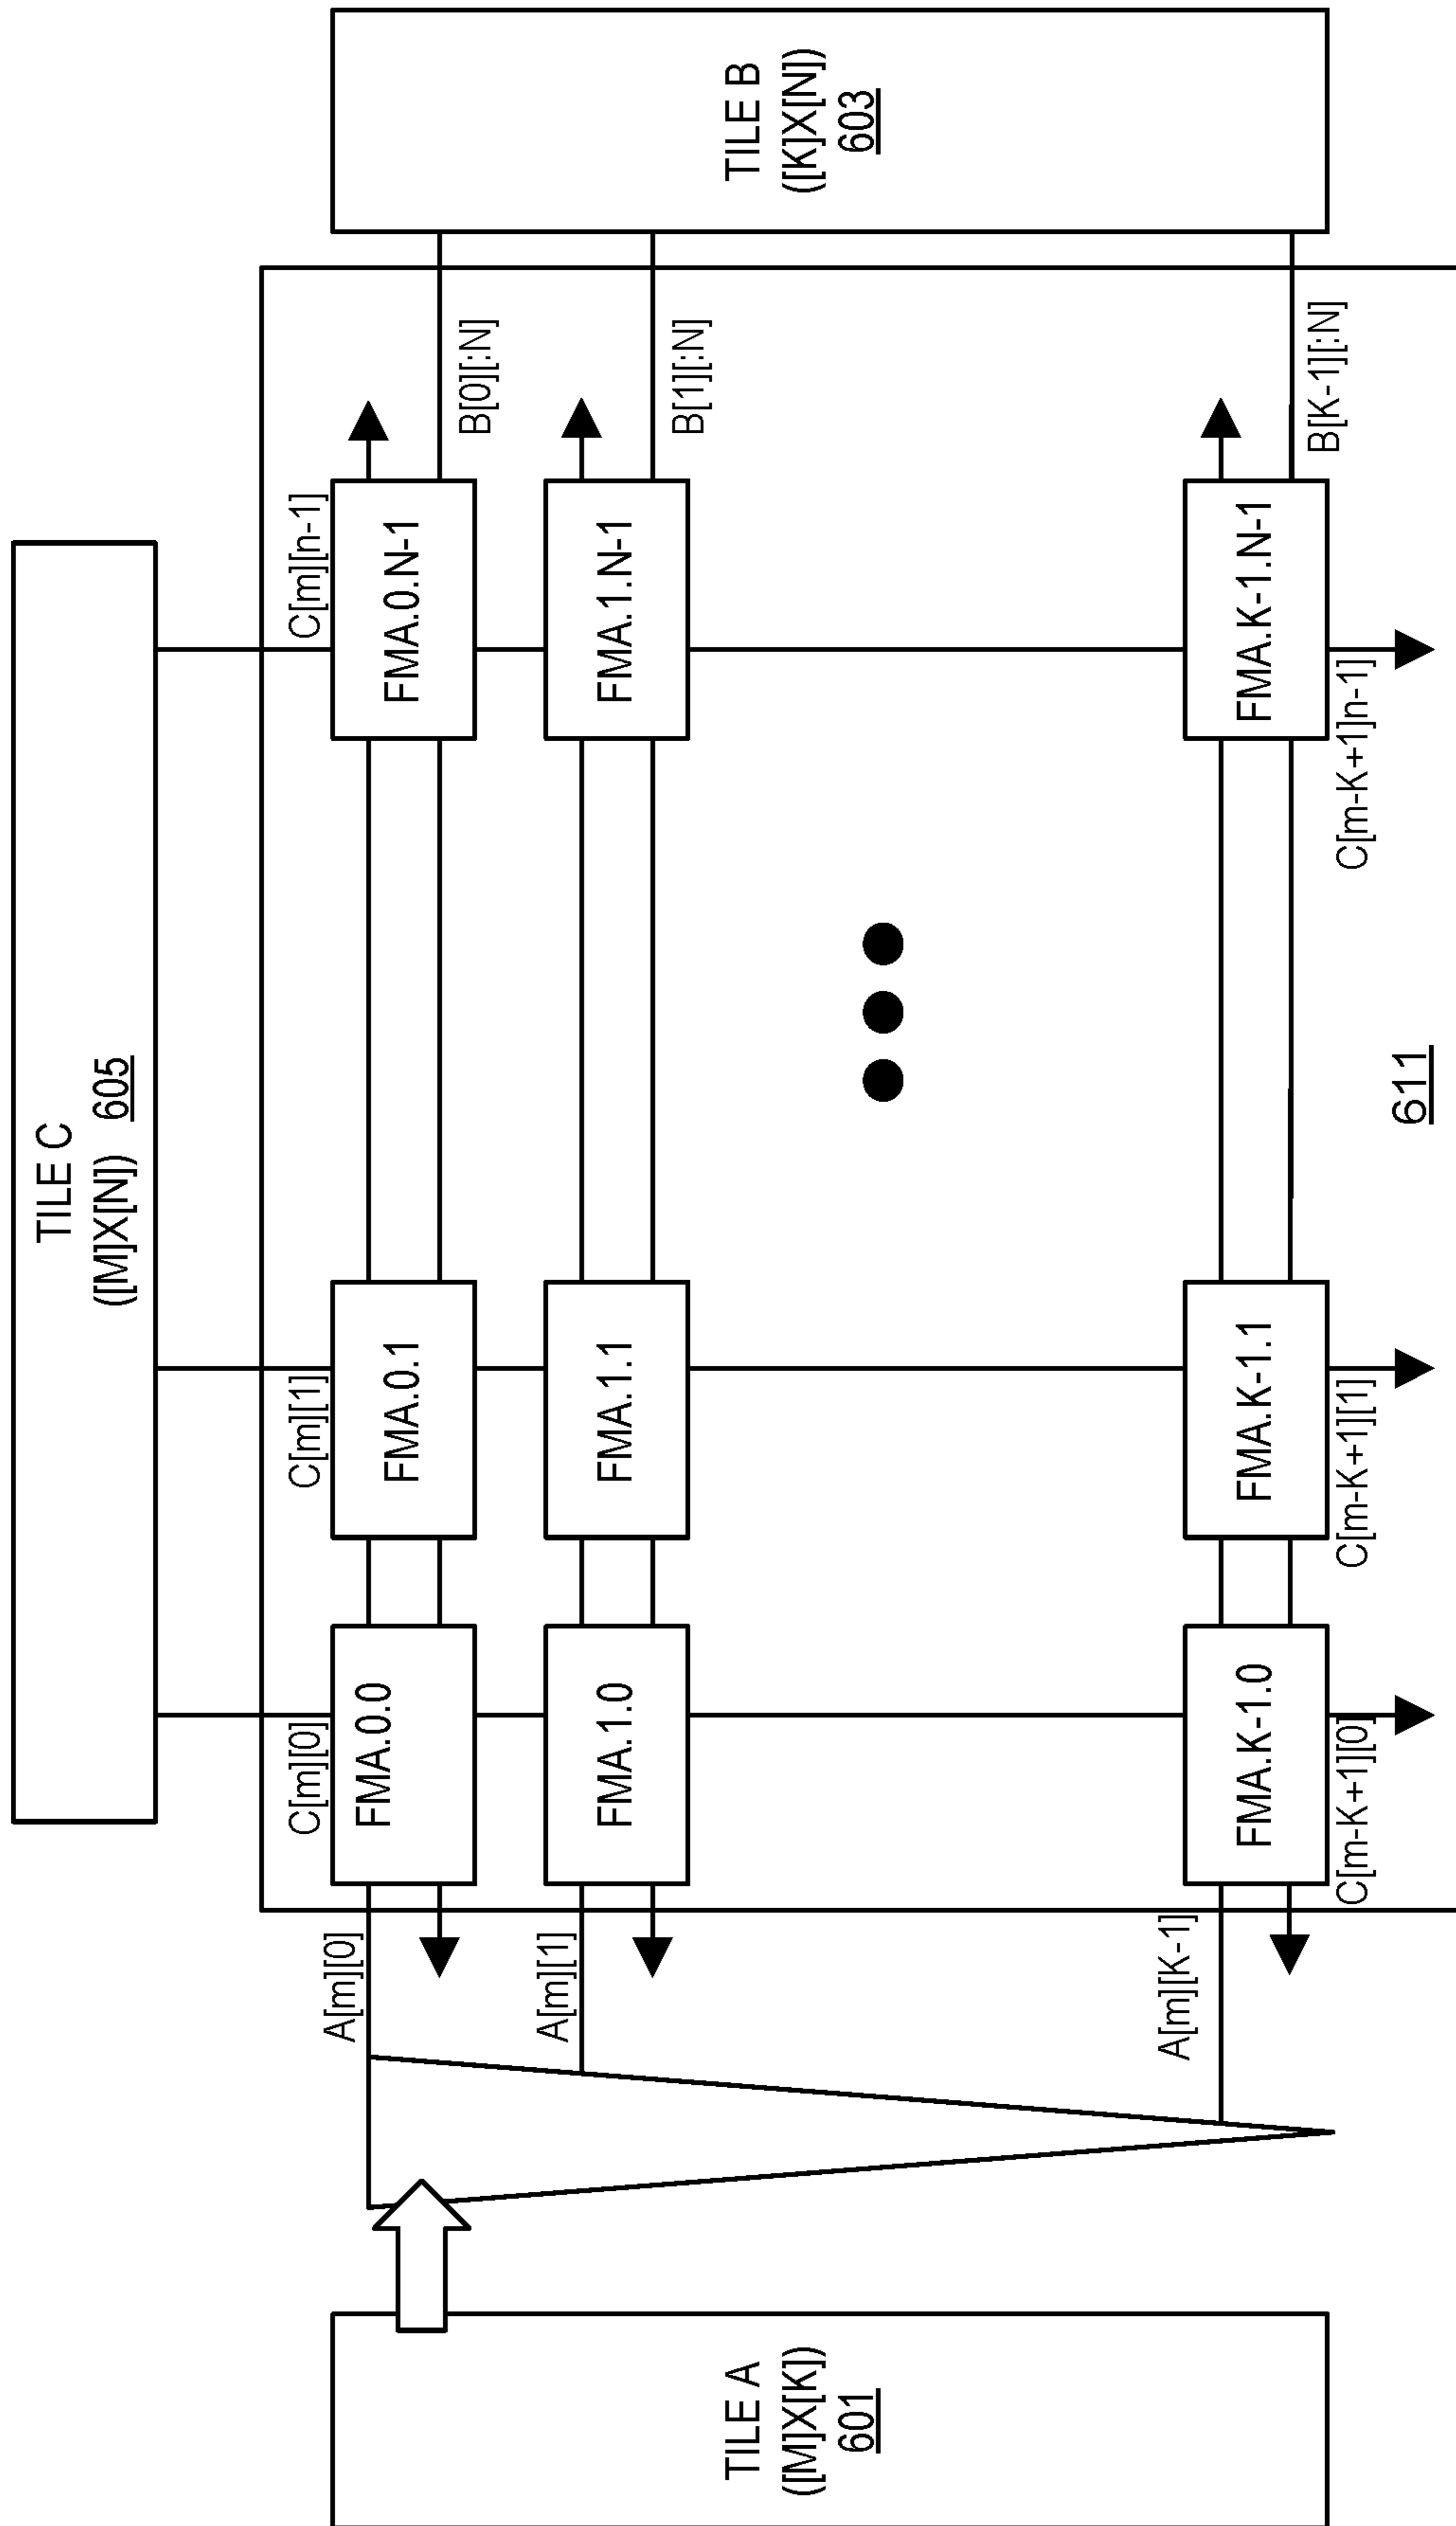 TILE C
([M]X[N]) 605
C[m][0]
C[m][1]
C[m][n-1]
A[m][0]
FMA.0.0
FMA.0.1
FMA.0.N-1
B[0][:N]
A[m][1]
FMA.1.0
FMA.1.1
FMA.1.N-1
B[1][:N]
TILE A
([M]X[K])
601
TILE B
([K]X[N])
603
A[m][K-1]
FMA.K-1.0
FMA.K-1.1
FMA.K-1.N-1
B[K-1][:N]
C[m-K+1][0]
C[m-K+1][1]
C[m-K+1]n-1]
611